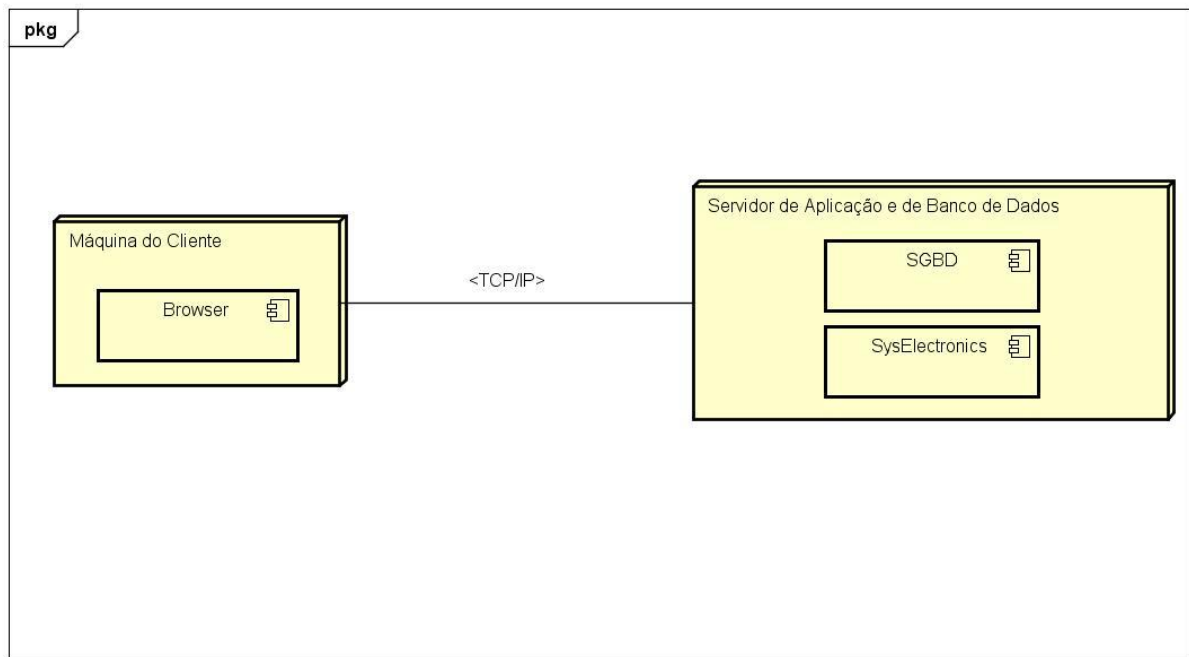 pkg
Máquina do Cliente
Browser
<TCP/IP>
Servidor de Aplicação e de Banco de Dados
SGBD
SysElectronics